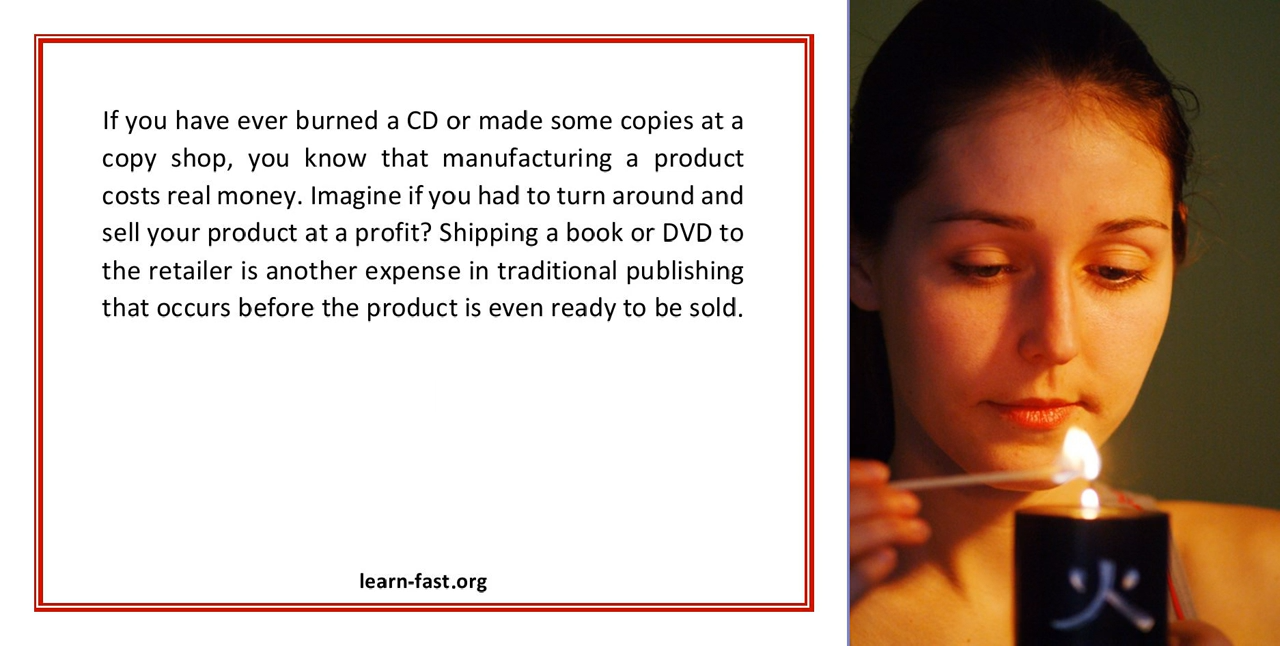 If you have ever burned a CD or made some copies at a
copy shop, you know that manufacturing a product
costs real money. Imagine if you had to turn around and
sell your product at a profit? Shipping a book or DVD to
the retailer is another expense in traditional publishing
that occurs before the product is even ready to be sold.
learn-fast.org
火